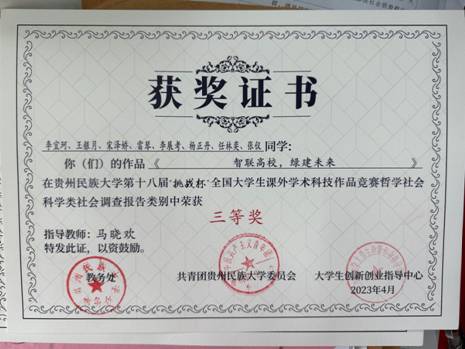 获奖证书
李宜珂、王银月、宋泽娇、雷琴、李展考、杨正丹、任林英、张仪 同学：
你（们）的作品《 智联高校，绿建未来 》
在贵州民族大学第十八届“挑战杯”全国大学生课外学术科技作品竞赛哲学社会
科学类社会调查报告类别中荣获
三等奖
指导教师：马晓欢
特发此证，以资鼓励。
教务处 共青团贵州民族大学委员会 大学生创新创业指导中心
2023年4月